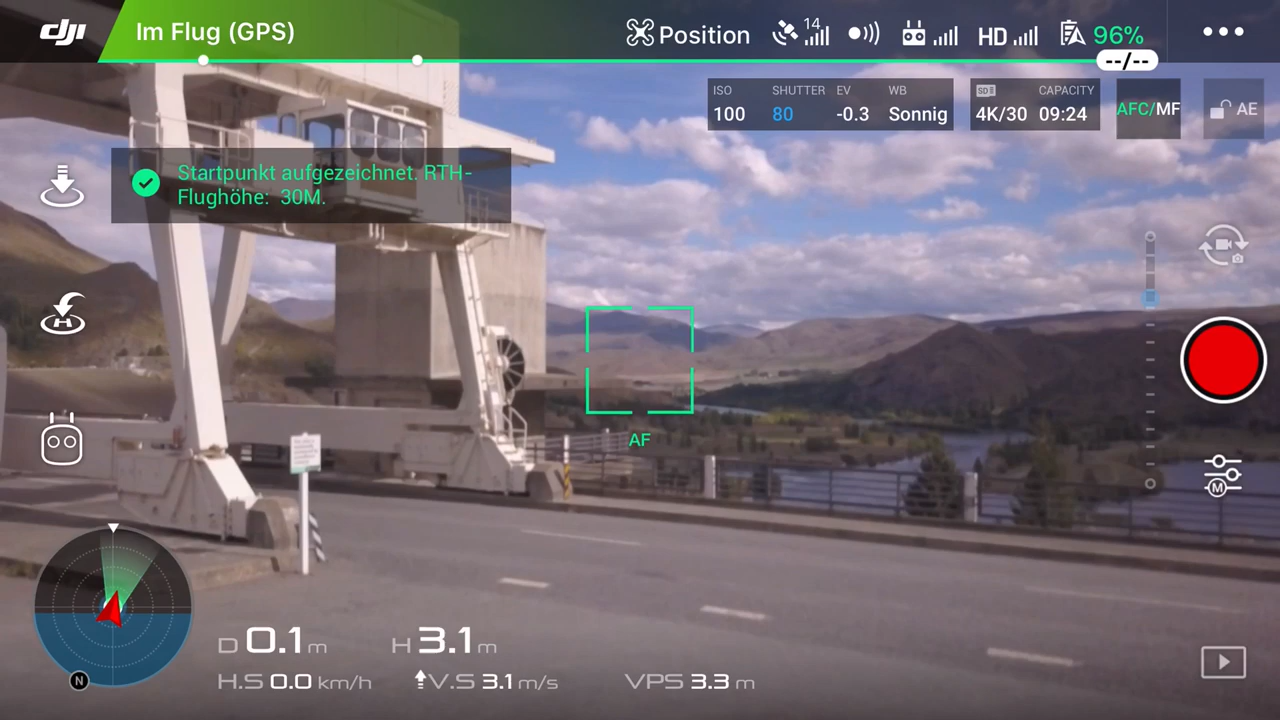 dji
Im Flug (GPS)
Position
14
HD
96%
--/--
ISO
SHUTTER
EV
WB
100
80
-0.3
Sonnig
SD
CAPACITY
4K/30
09:24
AFC/MF
AE
Startpunkt aufgezeichnet. RTH-
Flughöhe: 30M.
AF
M
H
N
D 0.1 m
H 3.1 m
H.S 0.0 km/h
V.S 3.1 m/s
VPS 3.3 m